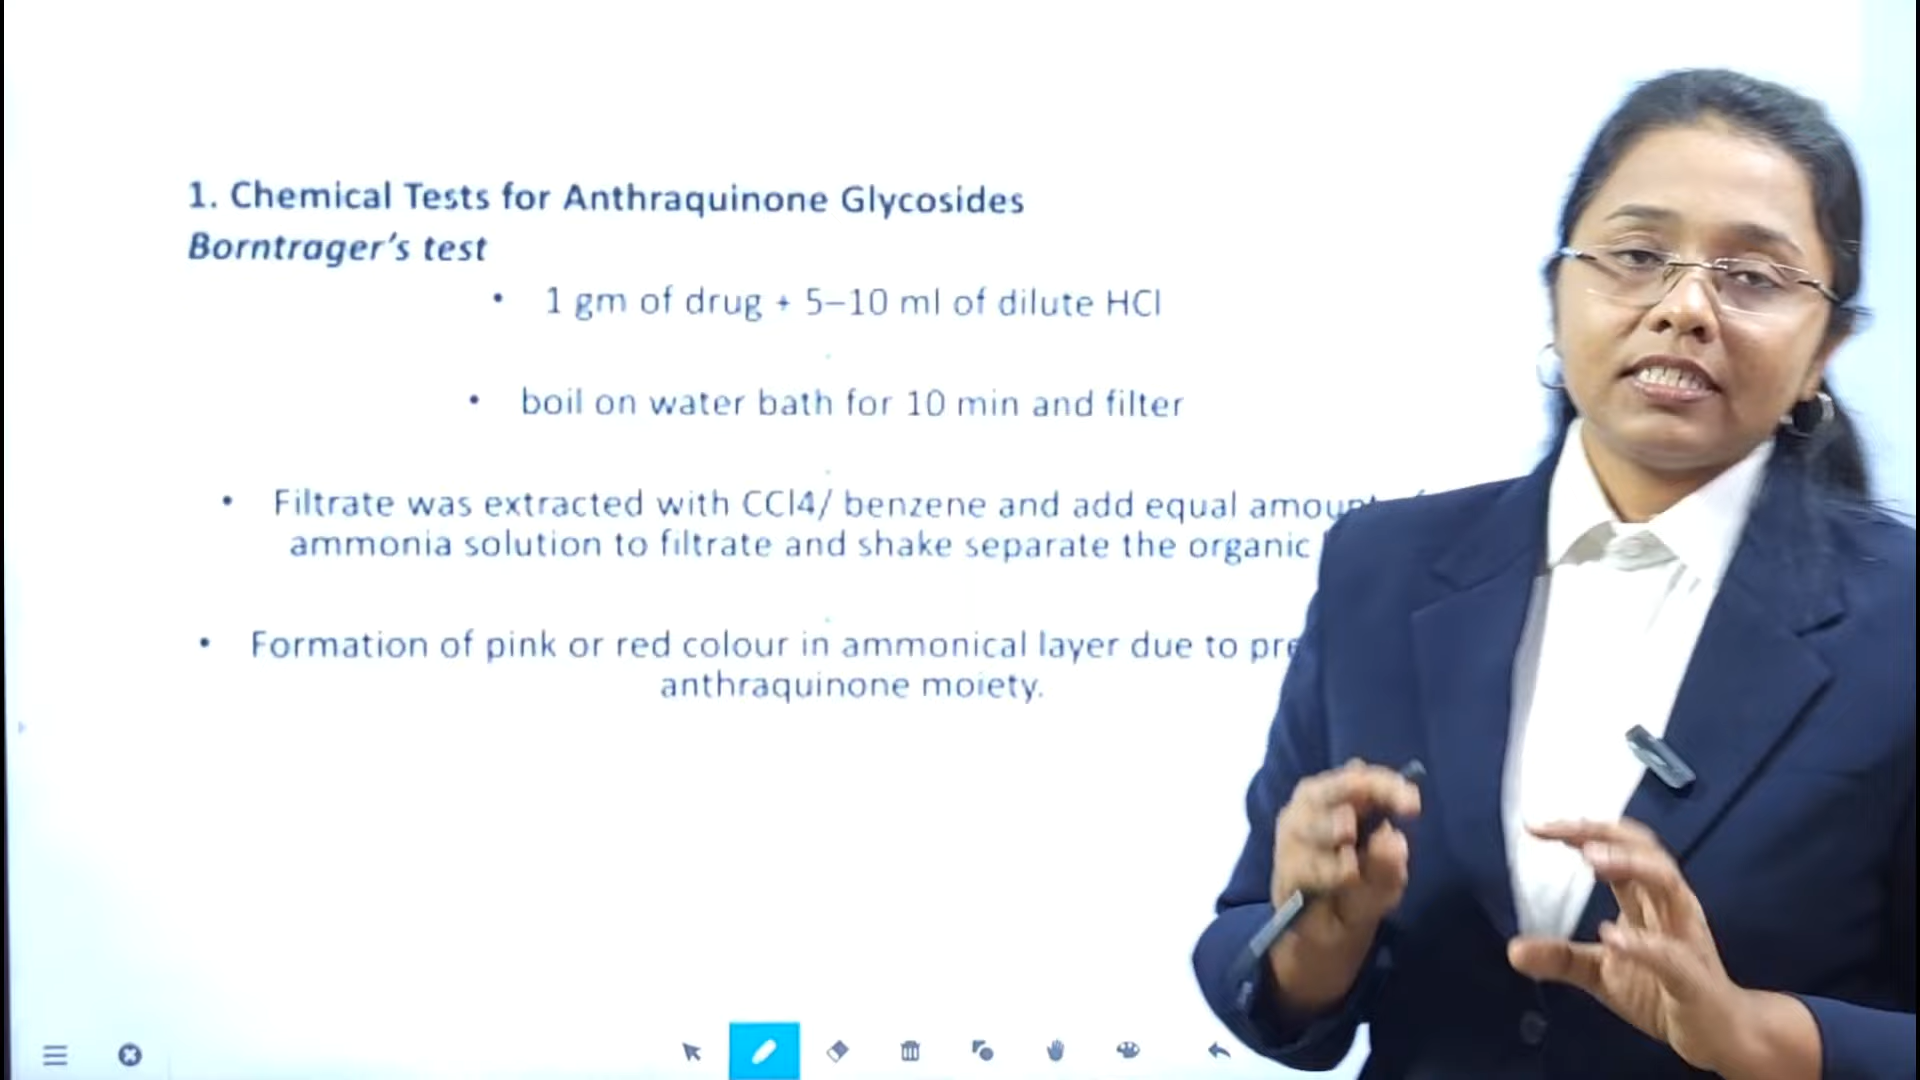 1. Chemical Tests for Anthraquinone Glycosides
Borntrager's test
• 1 gm of drug + 5–10 ml of dilute HCl
• boil on water bath for 10 min and filter
• Filtrate was extracted with CCl4/ benzene and add equal amount
ammonia solution to filtrate and shake separate the organic
• Formation of pink or red colour in ammonical layer due to
anthraquinone moiety.